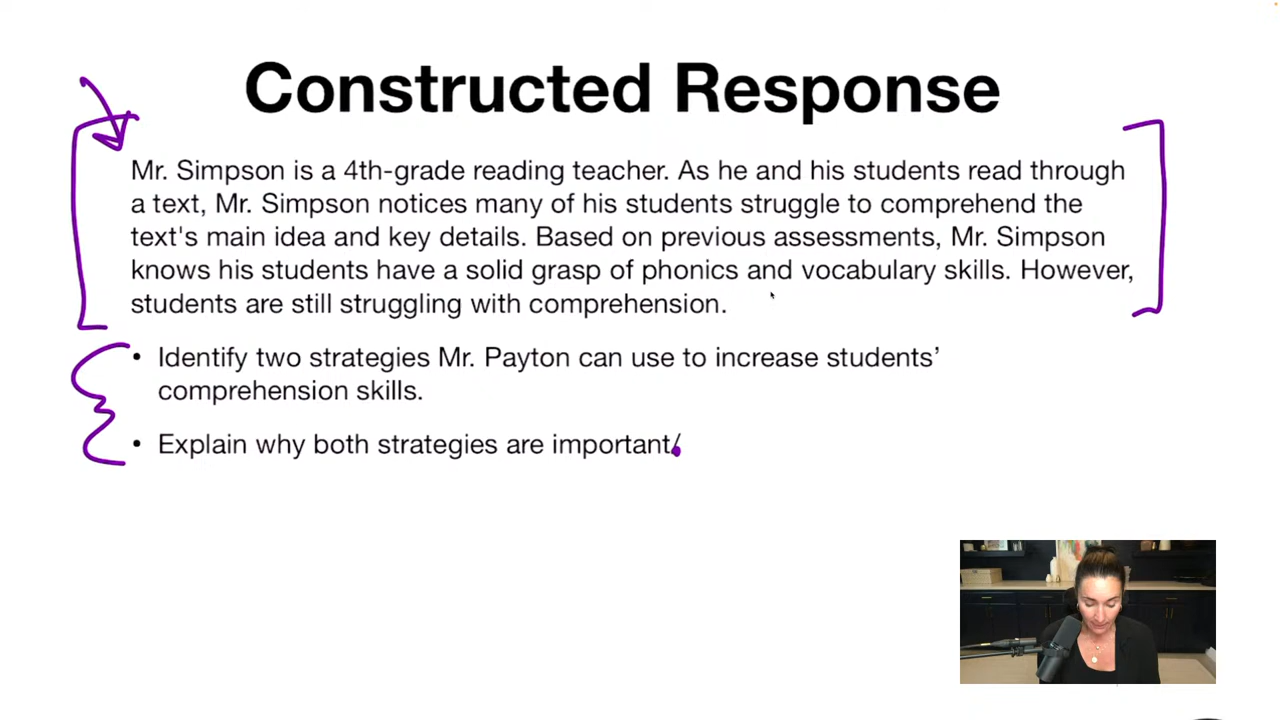 Constructed Response
Mr. Simpson is a 4th-grade reading teacher. As he and his students read through
a text, Mr. Simpson notices many of his students struggle to comprehend the
text's main idea and key details. Based on previous assessments, Mr. Simpson
knows his students have a solid grasp of phonics and vocabulary skills. However,
students are still struggling with comprehension.
• Identify two strategies Mr. Payton can use to increase students’
comprehension skills.
• Explain why both strategies are important/